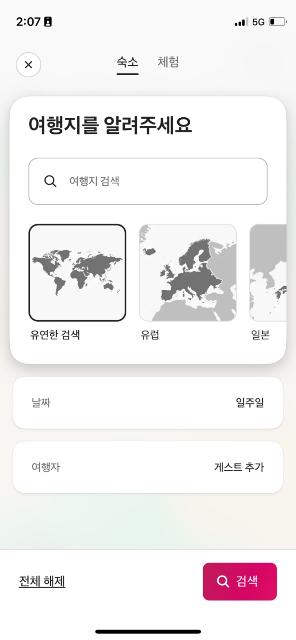 2:07
5G
숙소 체험
여행지를 알려주세요
여행지 검색
유연한 검색 유럽 일본
날짜 일주일
여행자 게스트 추가
전체 해제 검색